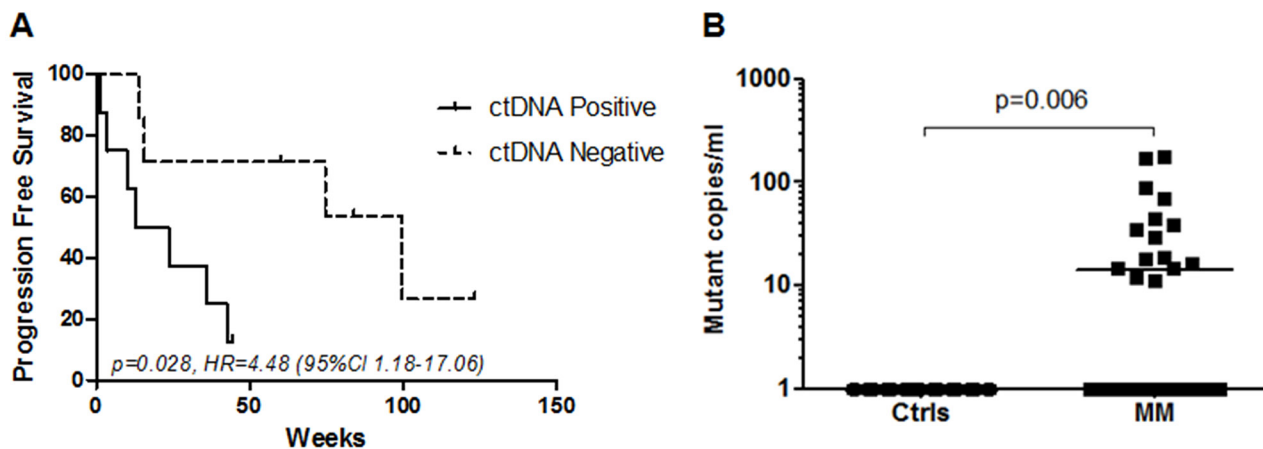 A
Progression Free Survival
100
80
60
40
20
0
0
50
100
150
Weeks
ctDNA Positive
ctDNA Negative
p=0.028, HR=4.48 (95%CI 1.18-17.06)
B
Mutant copies/ml
1000
100
10
1
p=0.006
Ctrls
MM